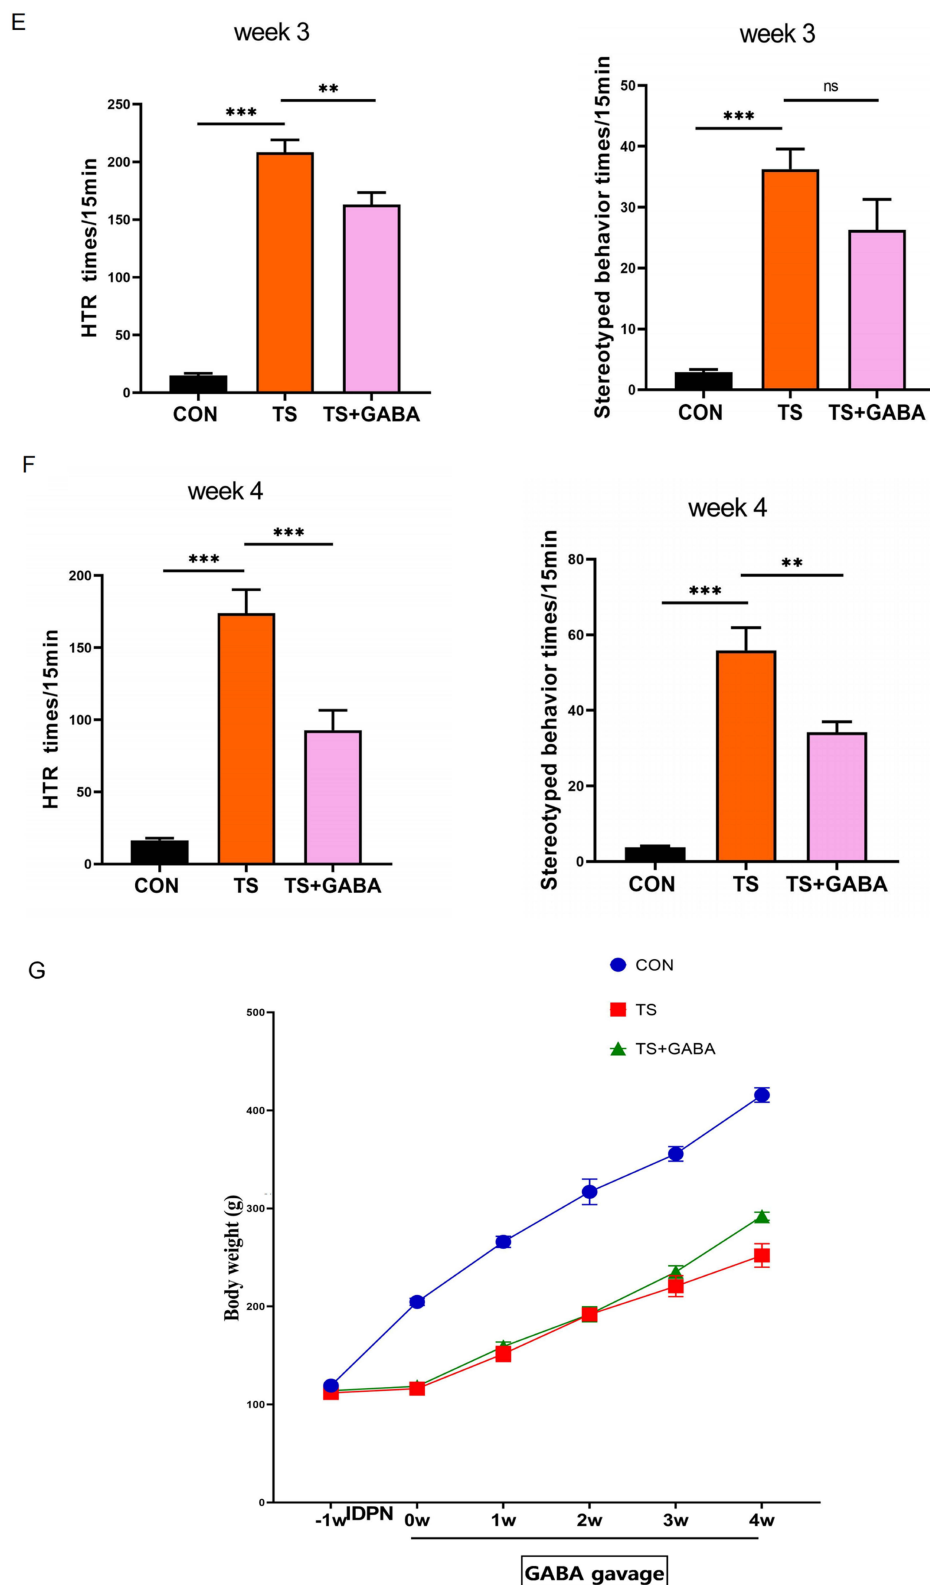 E
week 3
HTR times/15min
250
200
150
100
50
0
***
**
CON TS TS+GABA
week 3
Stereotyped behavior times/15min
50
40
30
20
10
0
***
ns
CON TS TS+GABA
F
week 4
HTR times/15min
200
150
100
50
0
***
***
CON TS TS+GABA
week 4
Stereotyped behavior times/15min
80
60
40
20
0
***
**
CON TS TS+GABA
G
CON
TS
TS+GABA
Body weight (g)
500
400
300
200
100
0
-1w IDPN 0w 1w 2w 3w 4w
GABA gavage